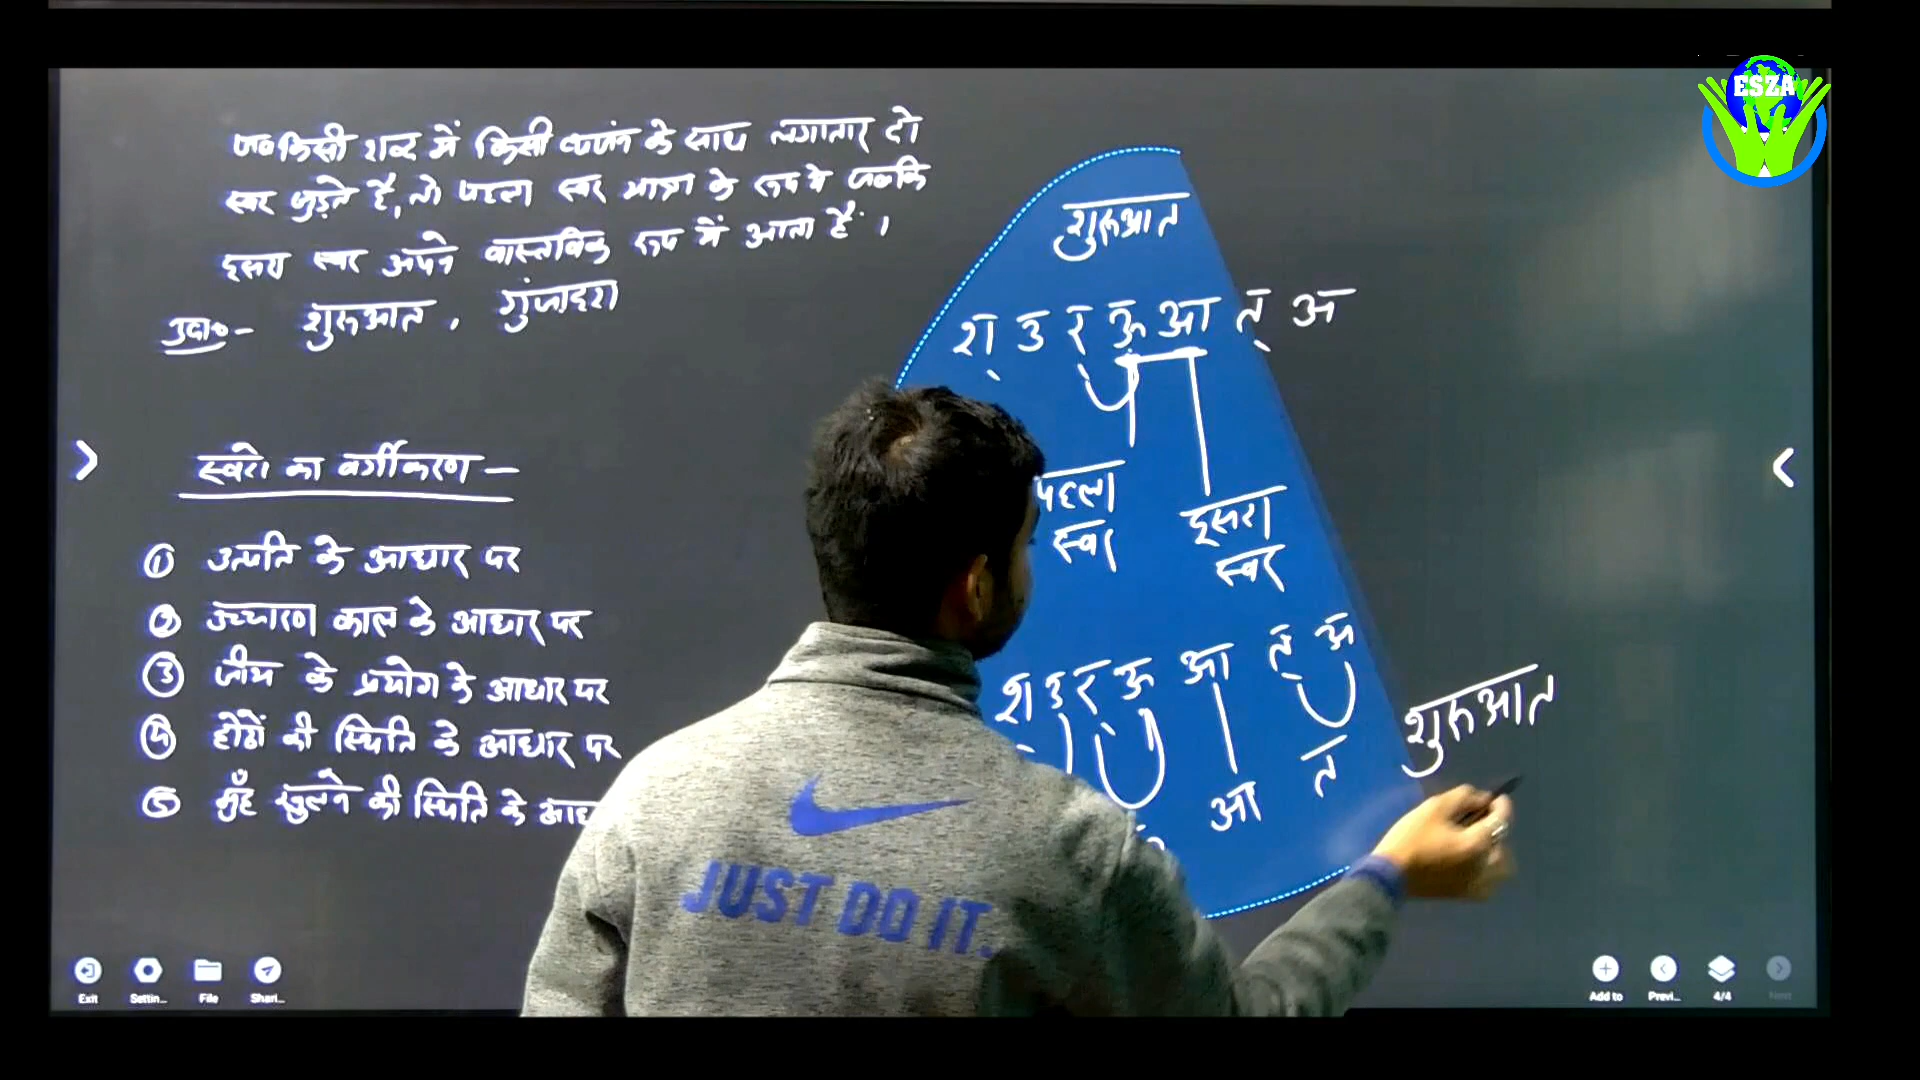 जब किसी शब्द में किसी व्यजंन के साथ लगातार दो
स्वर जुड़ते है, तो पहला स्वर मात्रा के रूप मे जबकि
दूसरा स्वर अपने वास्तविक रूप में आता है।
उदा०- शुरूआत, गुंजाइश
स्वरो का वर्गीकरण -
① उत्पति के आधार पर
② उच्चारण काल के आधार पर
③ जीभ के प्रयोग के आधार पर
④ होठों की स्थिति के आधार पर
⑤ मुँह खुलने की स्थिति के आध
शुरूआत
श् उ र् ऊ आ त् अ
पहला
स्वर
दूसरा
स्वर
श् उ र् ऊ आ त् अ
आ त
शुरूआत
ESZA
JUST DO IT.
Exit Settin... File Shari...
Add to Previ... 4/4 Next